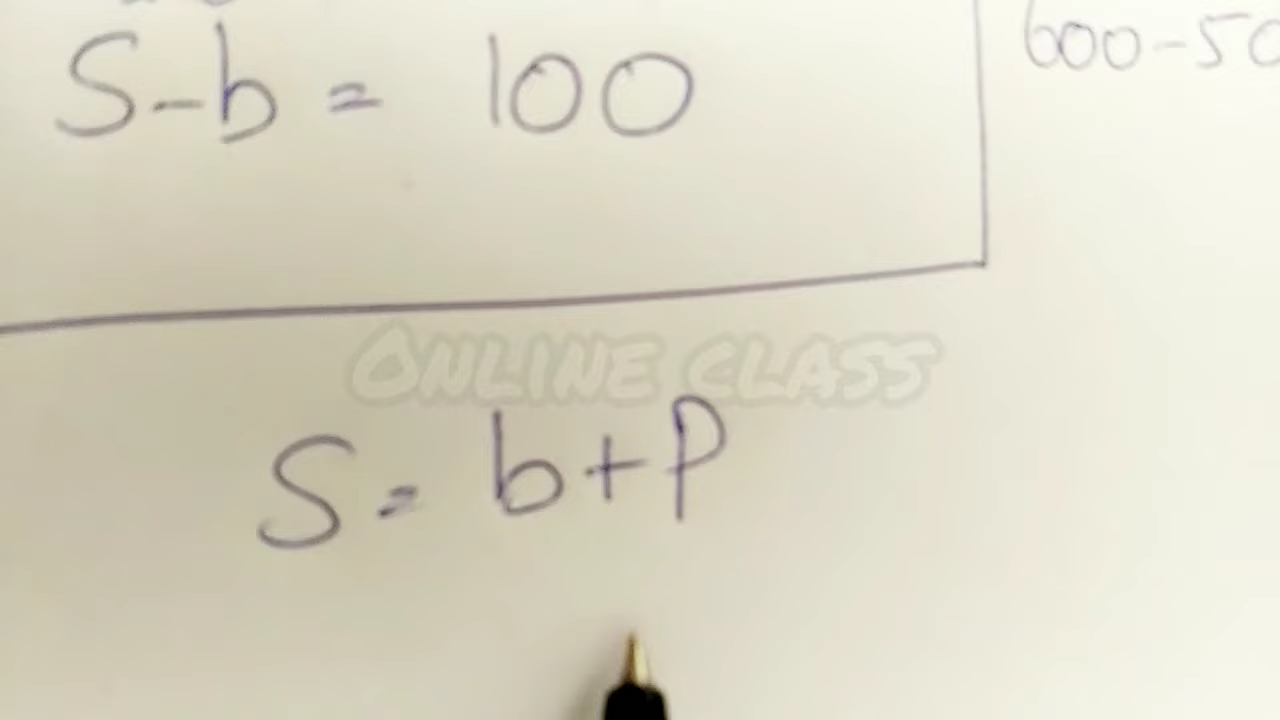 S-b = 100
600-50
ONLINE CLASS
S = b+P